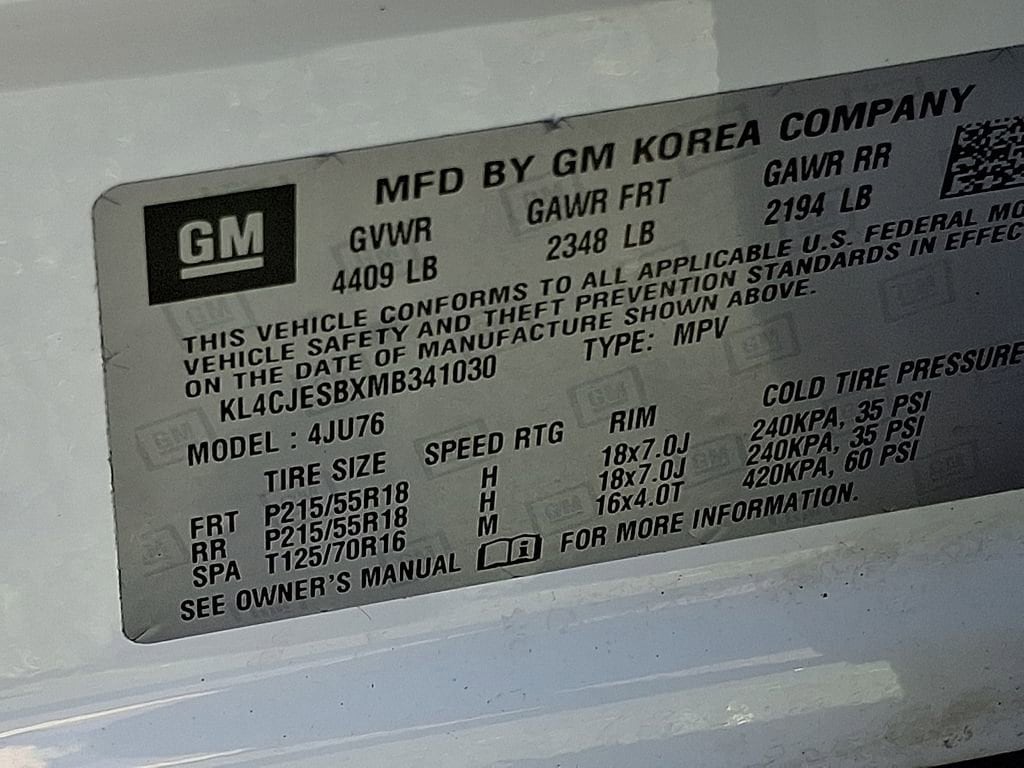 GM
MFD BY GM KOREA COMPANY
GVWR GAWR FRT GAWR RR
4409 LB 2348 LB 2194 LB
THIS VEHICLE CONFORMS TO ALL APPLICABLE U.S. FEDERAL MO
VEHICLE SAFETY AND THEFT PREVENTION STANDARDS IN EFFEC
ON THE DATE OF MANUFACTURE SHOWN ABOVE.
KL4CJESBXMB341030 TYPE: MPV
MODEL : 4JU76
TIRE SIZE SPEED RTG RIM COLD TIRE PRESSURE
FRT P215/55R18 H 18x7.0J 240KPA, 35 PSI
RR P215/55R18 H 18x7.0J 240KPA, 35 PSI
SPA T125/70R16 M 16x4.0T 420KPA, 60 PSI
SEE OWNER'S MANUAL FOR MORE INFORMATION.